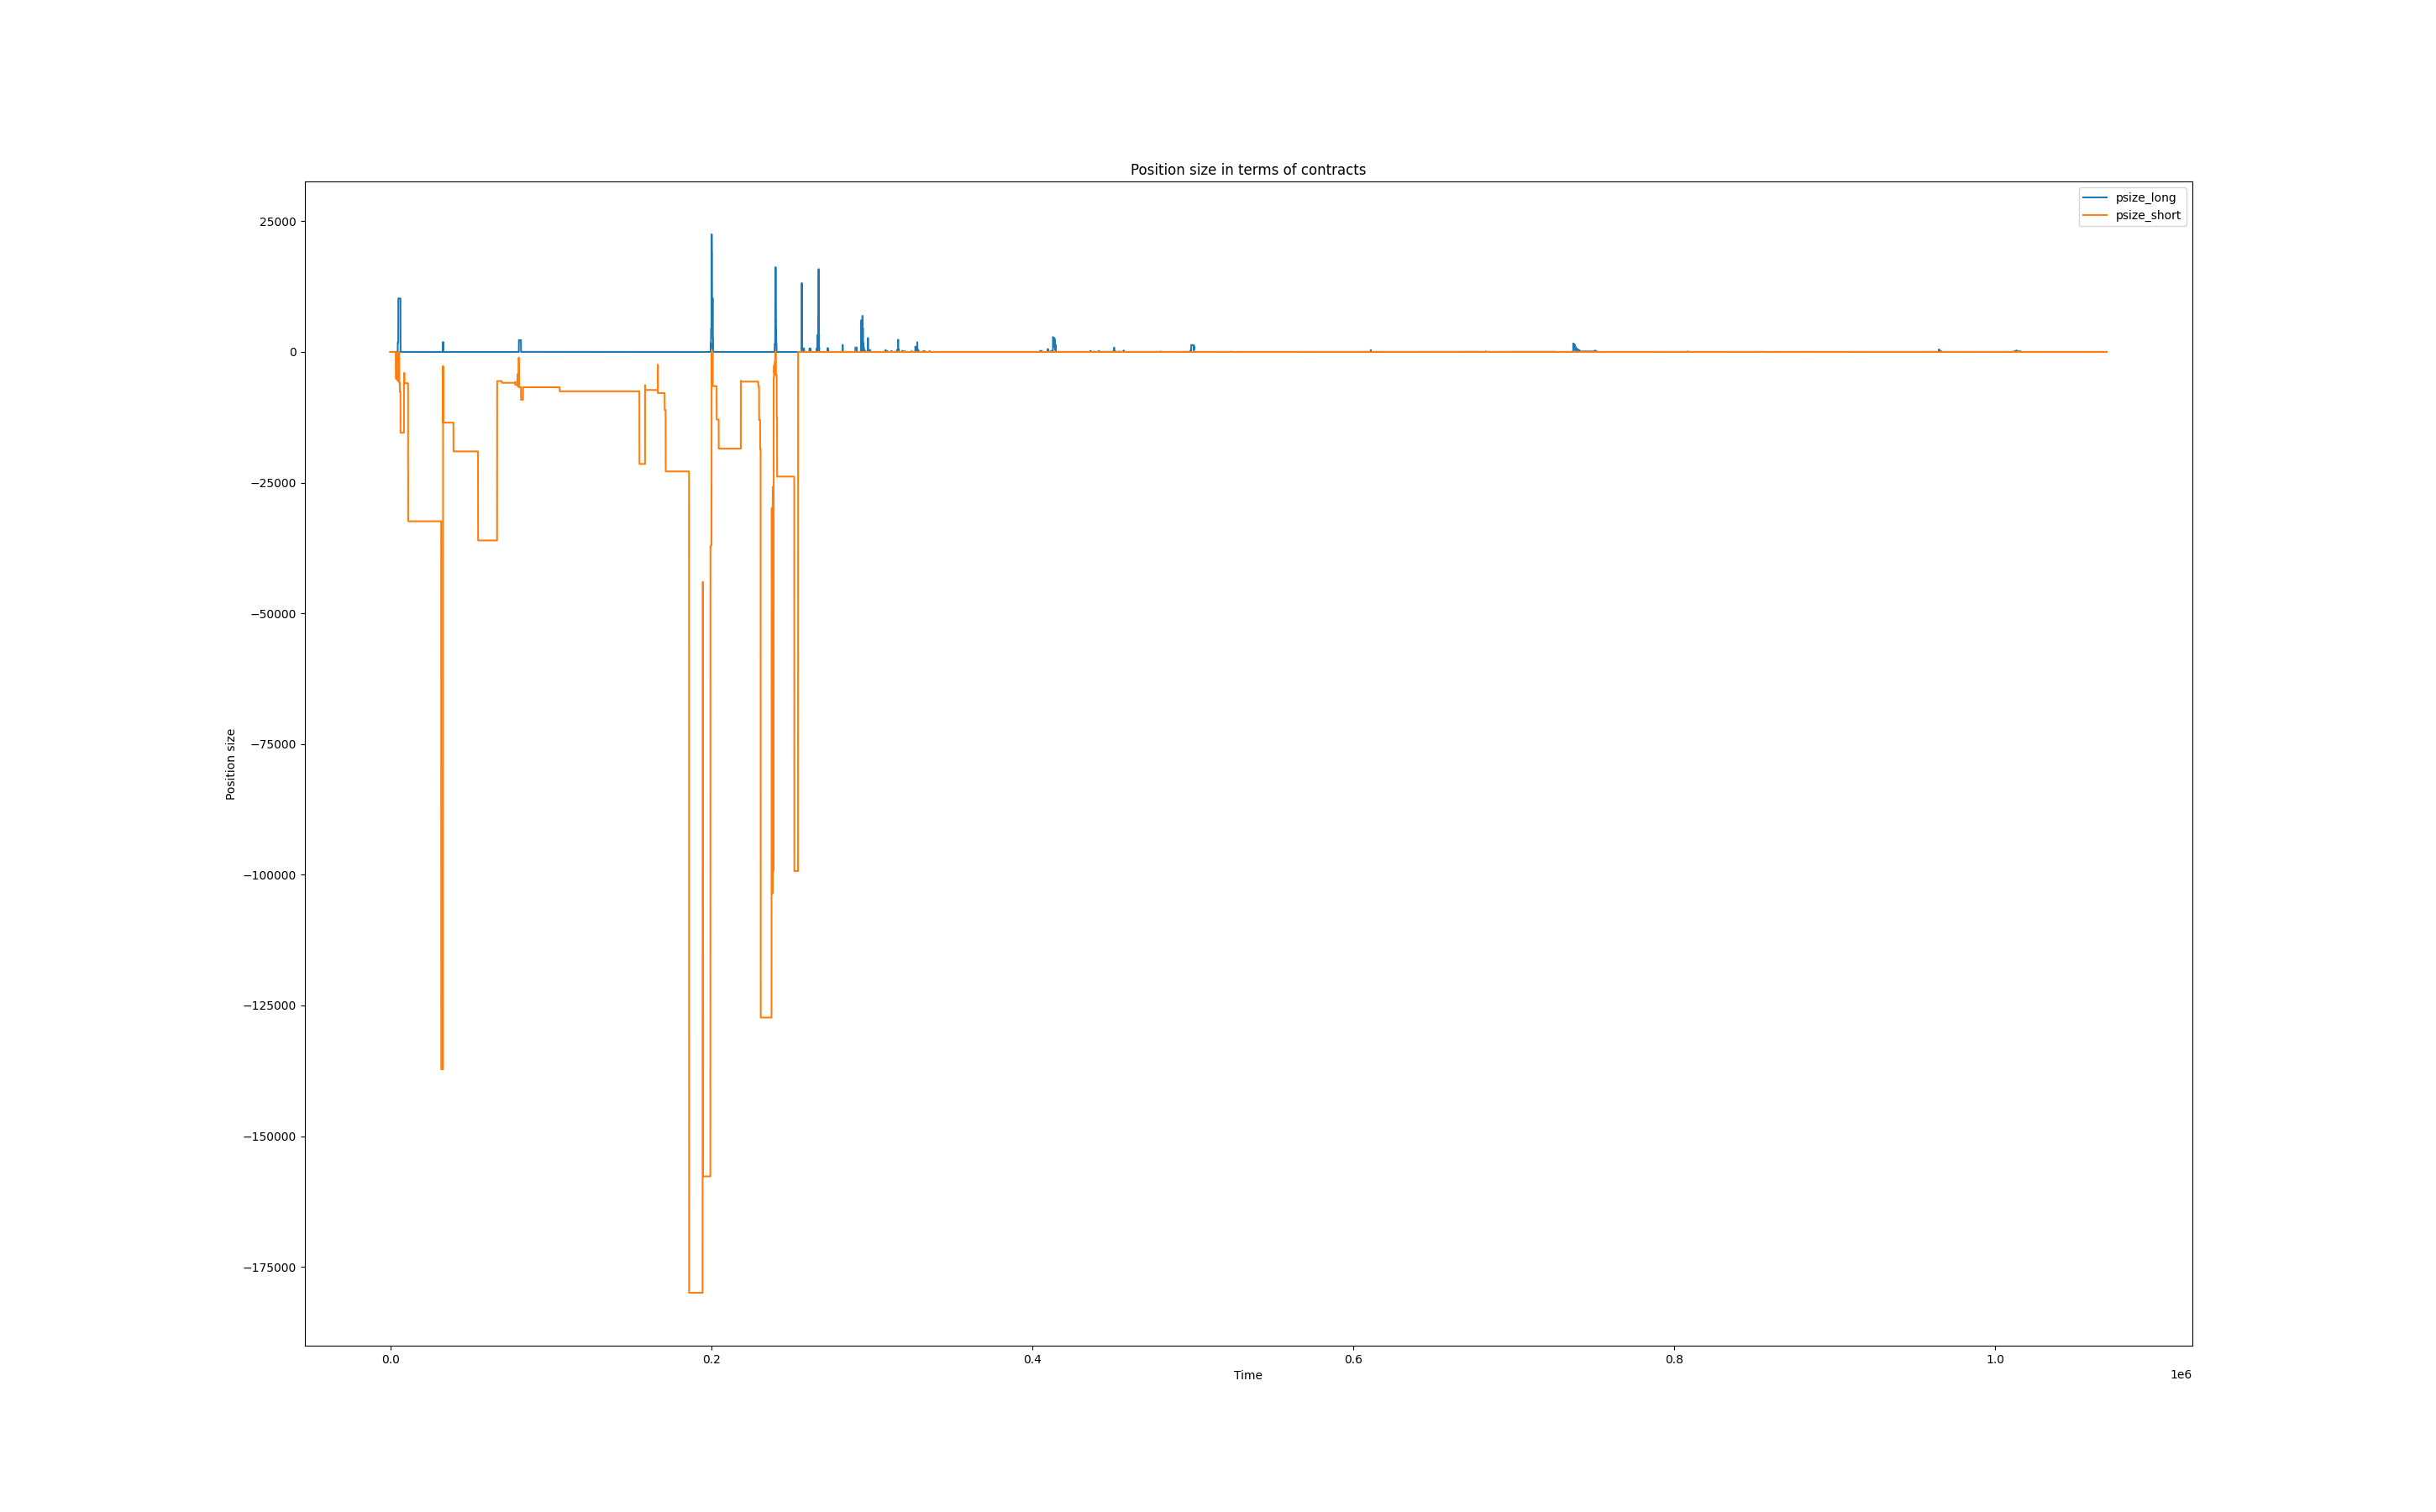 Position size in terms of contracts
psize_long
psize_short
25000
0
−25000
−50000
−75000
−100000
−125000
−150000
−175000
Position size
0.0 0.2 0.4 0.6 0.8 1.0
Time
1e6